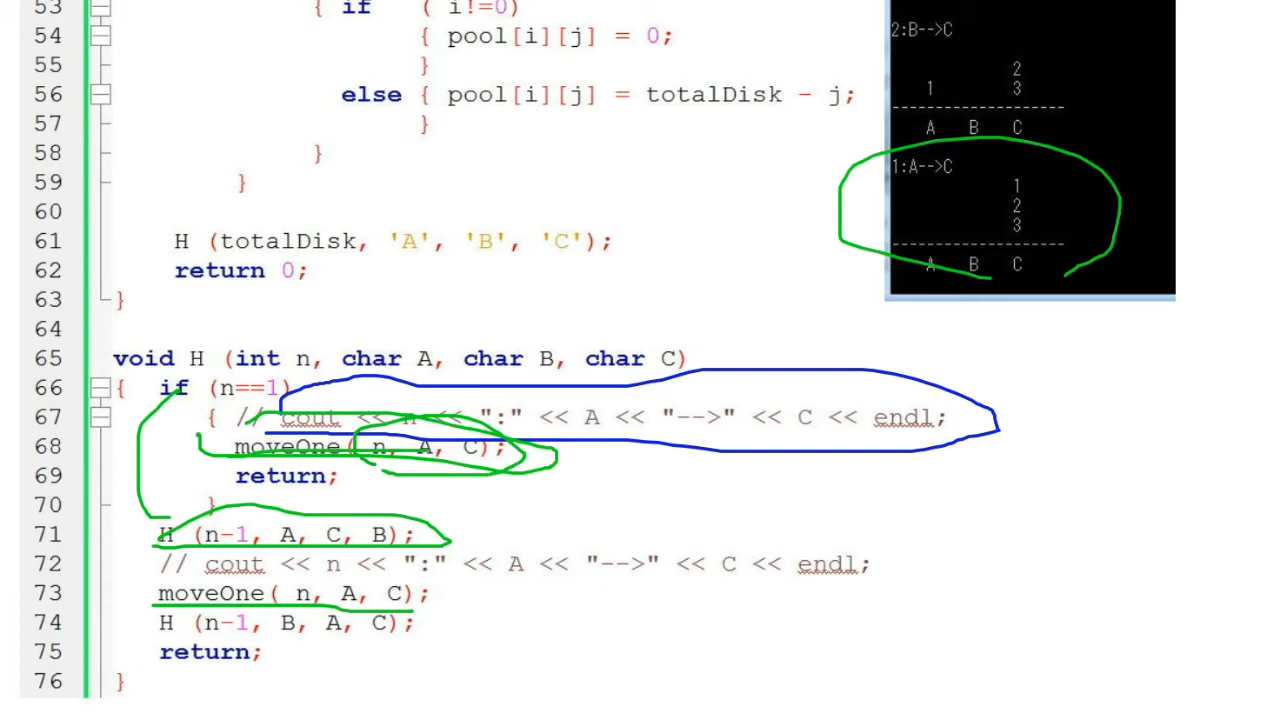 53 { if ( i!=0)
54 { pool[i][j] = 0;
55 }
56 else { pool[i][j] = totalDisk - j;
57 }
58 }
59 }
60
61 H (totalDisk, 'A', 'B', 'C');
62 return 0;
63 }
64
65 void H (int n, char A, char B, char C)
66 { if (n==1)
67 { // cout << n << ":" << A << "-->" << C << endl;
68 moveOne( n, A, C);
69 return;
70 }
71 H (n-1, A, C, B);
72 // cout << n << ":" << A << "-->" << C << endl;
73 moveOne( n, A, C);
74 H (n-1, B, A, C);
75 return;
76 }
2:B-->C
2
1 3
--------------------
A B C
1:A-->C
1
2
3
--------------------
A B C